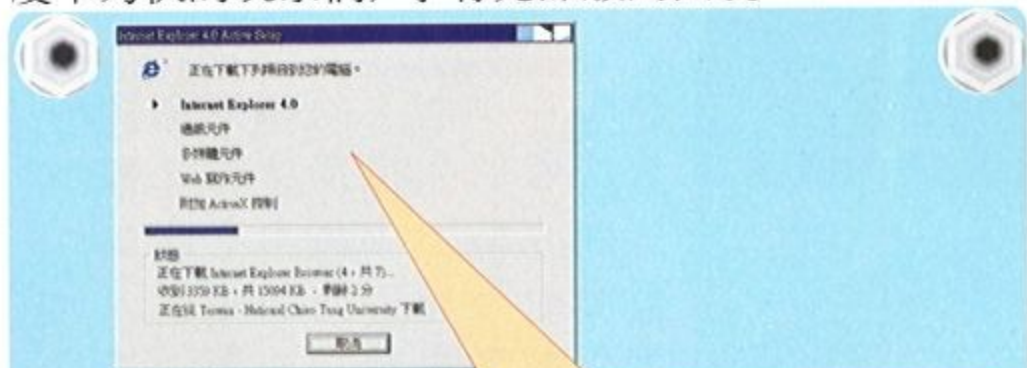 Internet Explorer 4.0 Active Setup
正在下載下列項目到您的電腦。
Internet Explorer 4.0
通訊元件
多媒體元件
Web 寫作元件
附加 ActiveX 控制
狀態
正在下載 Internet Explorer Browser (4，共 7)...
收到 3359 KB，共 15094 KB ，剩餘 2 分
正在從 Taiwan - National Chiao Tung University 下載
取消